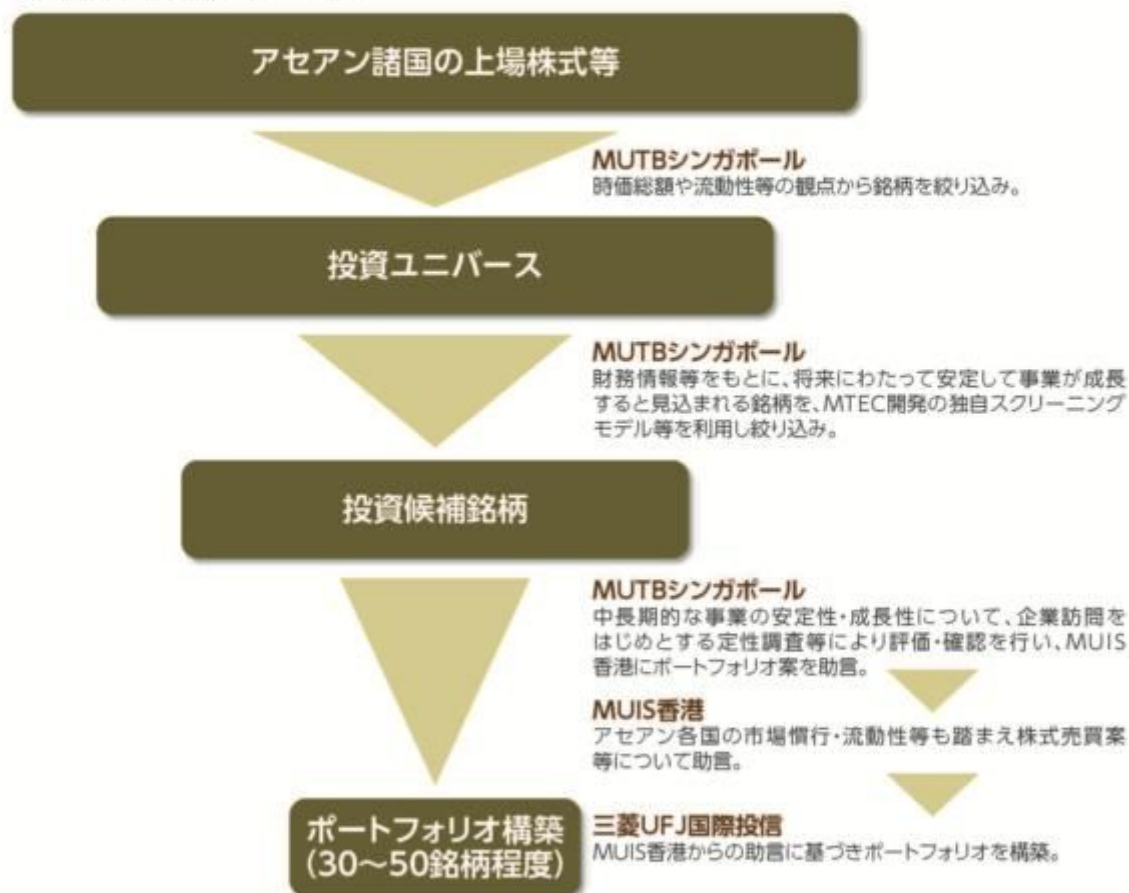 アセアン諸国の上場株式等
MUTBシンガポール
時価総額や流動性等の観点から銘柄を絞り込み。
投資ユニバース
MUTBシンガポール
財務情報等をもとに、将来にわたって安定して事業が成長
すると見込まれる銘柄を、MTEC開発の独自スクリーニング
モデル等を利用し絞り込み。
投資候補銘柄
MUTBシンガポール
中長期的な事業の安定性・成長性について、企業訪問を
はじめとする定性調査等により評価・確認を行い、MUIS
香港にポートフォリオ案を助言。
MUIS香港
アセアン各国の市場慣行・流動性等も踏まえ株式売買案
等について助言。
ポートフォリオ構築
(30～50銘柄程度)
三菱UFJ国際投信
MUIS香港からの助言に基づきポートフォリオを構築。